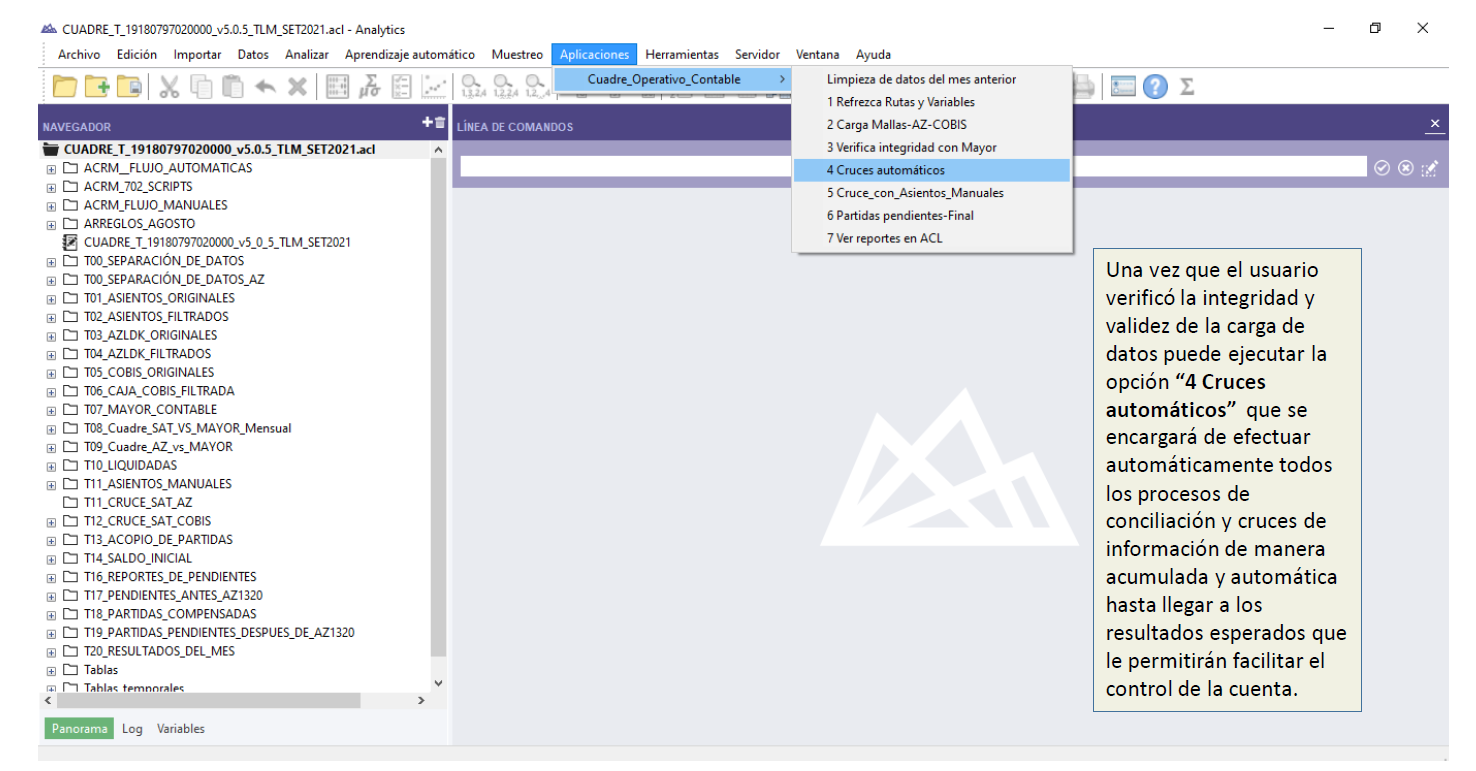 CUADRE_T_19180797020000_v5.0.5_TLM_SET2021.acl - Analytics
Archivo Edición Importar Datos Analizar Aprendizaje automático Muestreo Aplicaciones Herramientas Servidor Ventana Ayuda
Cuadre_Operativo_Contable
Limpieza de datos del mes anterior
1 Refrezca Rutas y Variables
2 Carga Mallas-AZ-COBIS
3 Verifica integridad con Mayor
4 Cruces automáticos
5 Cruce_con_Asientos_Manuales
6 Partidas pendientes-Final
7 Ver reportes en ACL
NAVEGADOR
LÍNEA DE COMANDOS
CUADRE_T_19180797020000_v5.0.5_TLM_SET2021.acl
ACRM__FLUJO_AUTOMATICAS
ACRM_702_SCRIPTS
ACRM_FLUJO_MANUALES
ARREGLOS_AGOSTO
CUADRE_T_19180797020000_v5_0_5_TLM_SET2021
T00_SEPARACIÓN_DE_DATOS
T00_SEPARACIÓN_DE_DATOS_AZ
T01_ASIENTOS_ORIGINALES
T02_ASIENTOS_FILTRADOS
T03_AZLDK_ORIGINALES
T04_AZLDK_FILTRADOS
T05_COBIS_ORIGINALES
T06_CAJA_COBIS_FILTRADA
T07_MAYOR_CONTABLE
T08_Cuadre_SAT_VS_MAYOR_Mensual
T09_Cuadre_AZ_vs_MAYOR
T10_LIQUIDADAS
T11_ASIENTOS_MANUALES
T11_CRUCE_SAT_AZ
T12_CRUCE_SAT_COBIS
T13_ACOPIO_DE_PARTIDAS
T14_SALDO_INICIAL
T16_REPORTES_DE_PENDIENTES
T17_PENDIENTES_ANTES_AZ1320
T18_PARTIDAS_COMPENSADAS
T19_PARTIDAS_PENDIENTES_DESPUES_DE_AZ1320
T20_RESULTADOS_DEL_MES
Tablas
Tablas temporales
Panorama Log Variables
Una vez que el usuario
verificó la integridad y
validez de la carga de
datos puede ejecutar la
opción “4 Cruces
automáticos” que se
encargará de efectuar
automáticamente todos
los procesos de
conciliación y cruces de
información de manera
acumulada y automática
hasta llegar a los
resultados esperados que
le permitirán facilitar el
control de la cuenta.